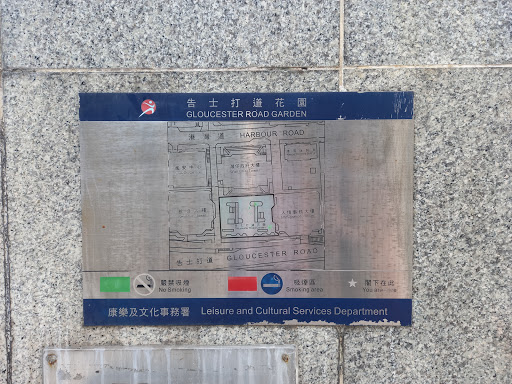 告士打道花園
GLOUCESTER ROAD GARDEN
港灣道 HARBOUR ROAD
告士打道 GLOUCESTER ROAD
嚴禁吸煙
No Smoking
吸煙區
Smoking area
閣下在此
You are
康樂及文化事務署 Leisure and Cultural Services Department